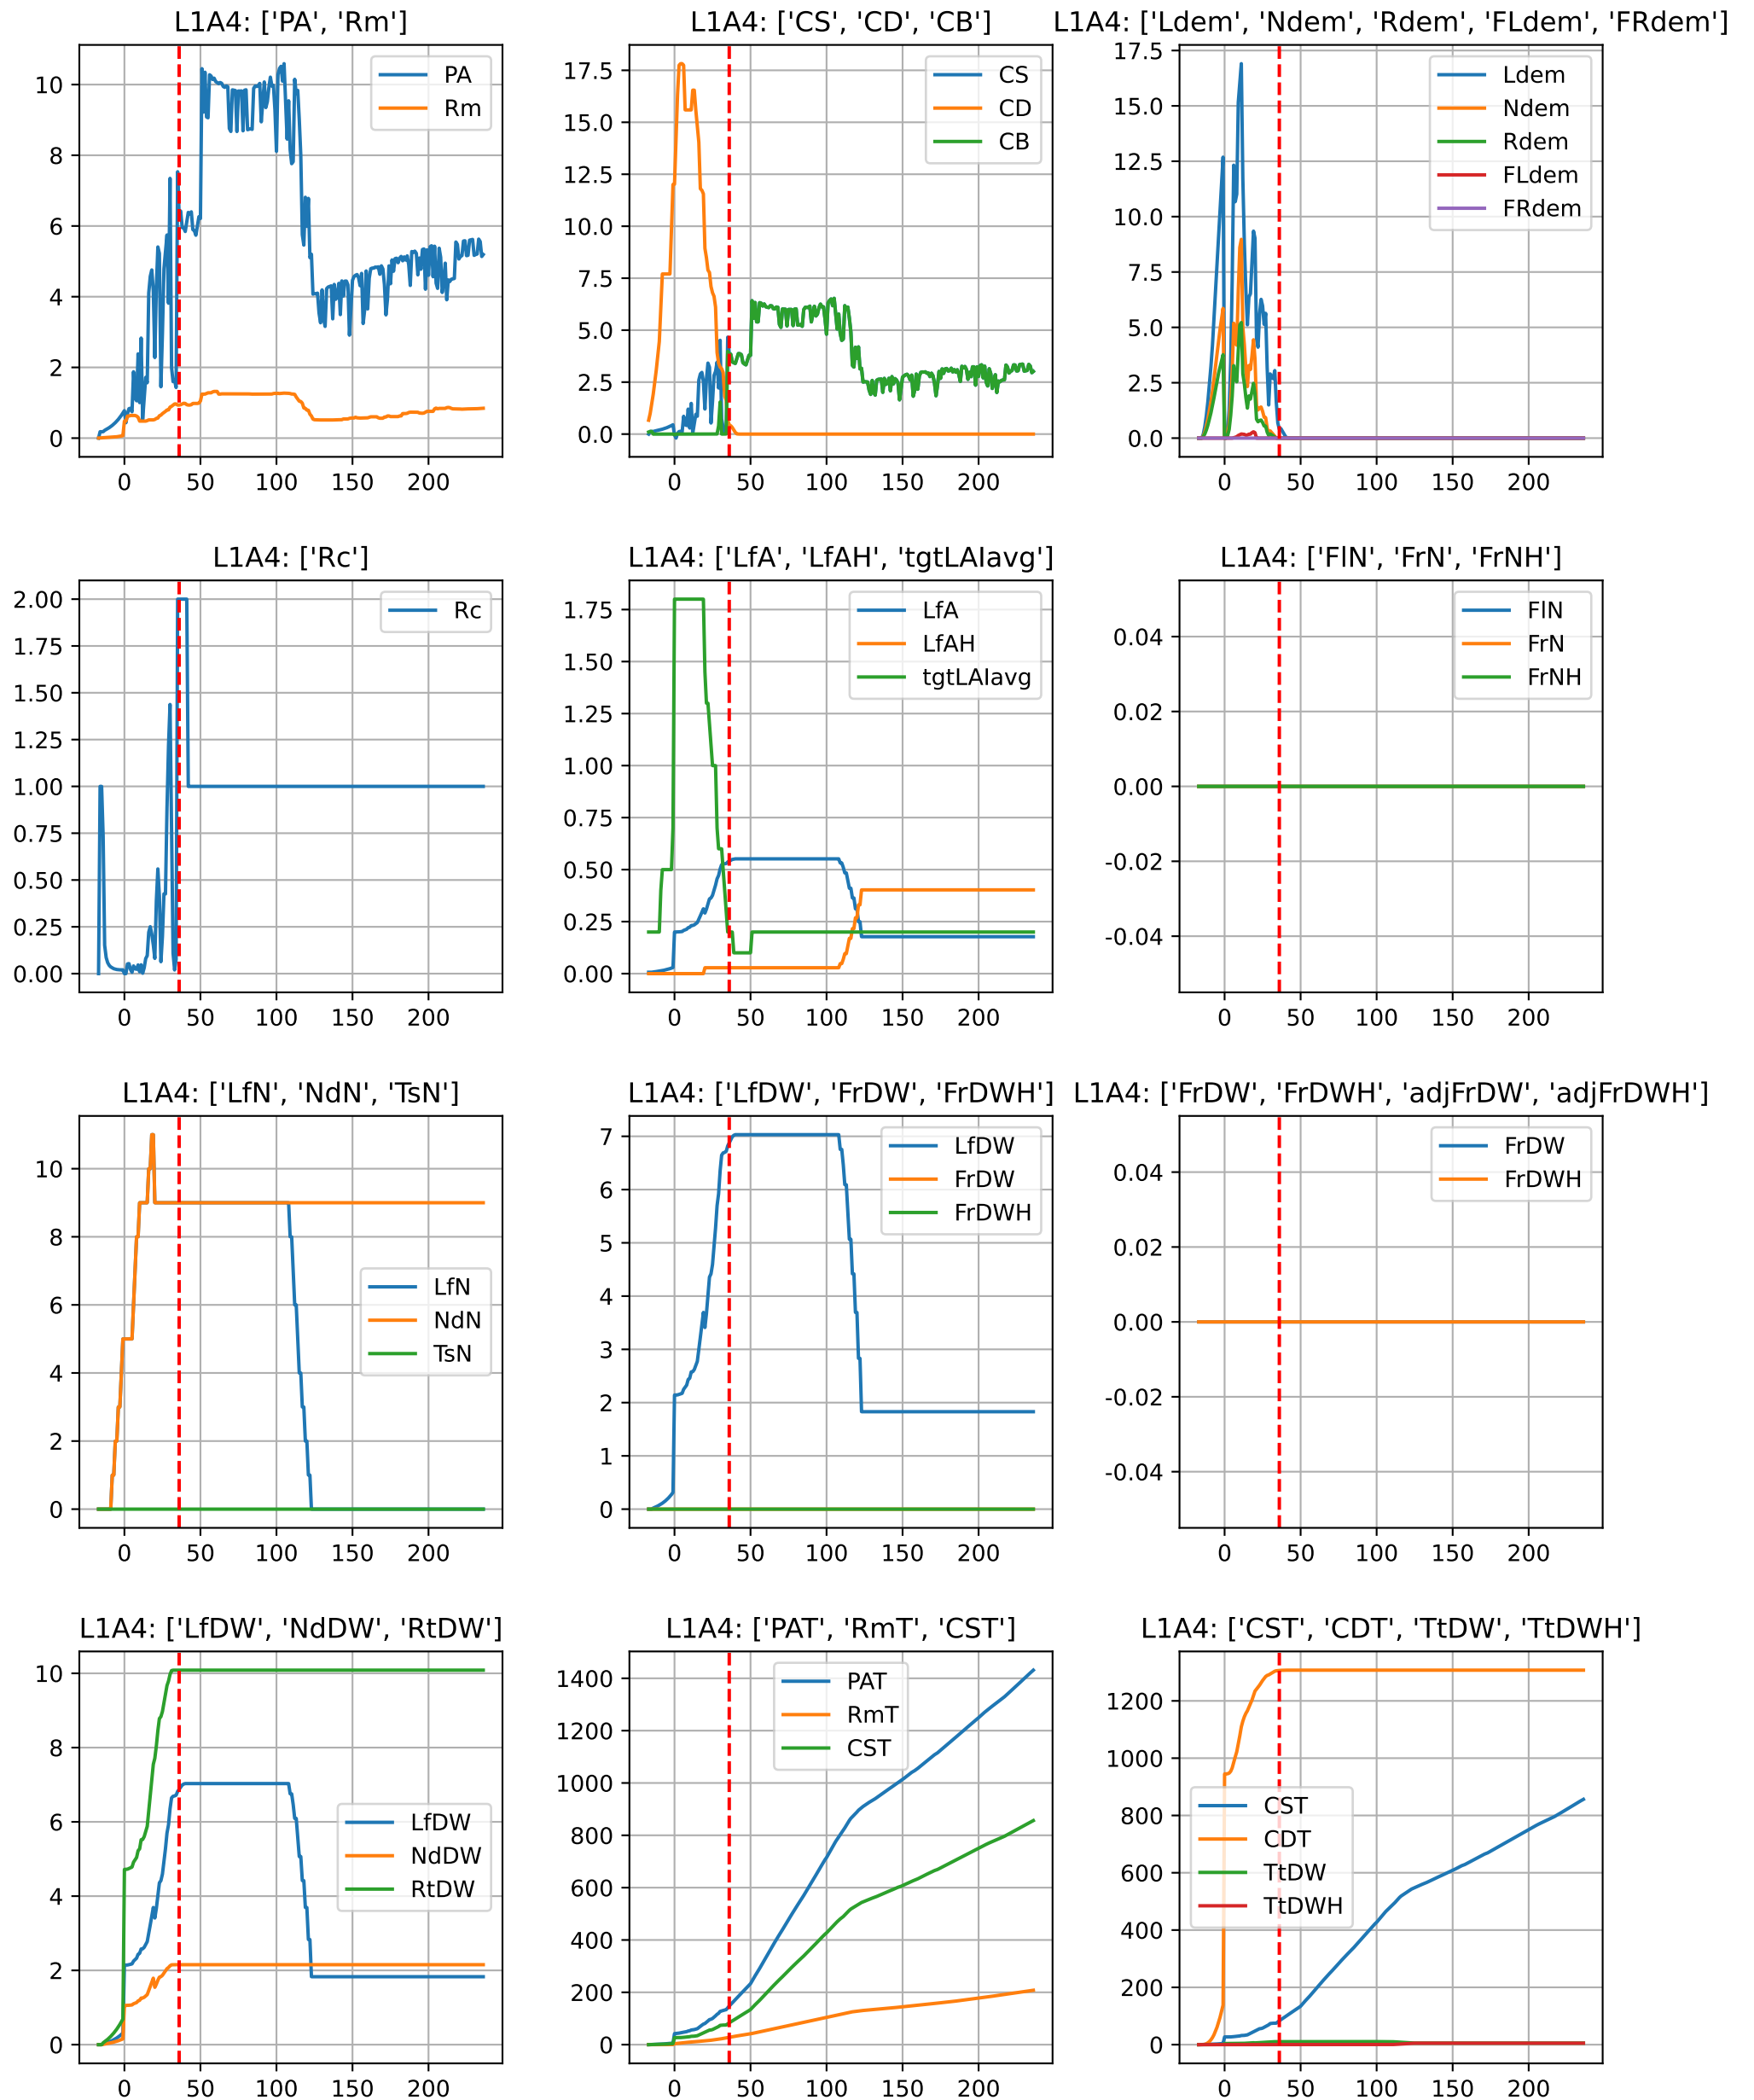 L1A4: ['PA', 'Rm']
10
8
6
4
2
0
0 50 100 150 200
PA
Rm
L1A4: ['CS', 'CD', 'CB']
17.5
15.0
12.5
10.0
7.5
5.0
2.5
0.0
0 50 100 150 200
CS
CD
CB
L1A4: ['Ldem', 'Ndem', 'Rdem', 'FLdem', 'FRdem']
17.5
15.0
12.5
10.0
7.5
5.0
2.5
0.0
0 50 100 150 200
Ldem
Ndem
Rdem
FLdem
FRdem
L1A4: ['Rc']
2.00
1.75
1.50
1.25
1.00
0.75
0.50
0.25
0.00
0 50 100 150 200
Rc
L1A4: ['LfA', 'LfAH', 'tgtLAIavg']
1.75
1.50
1.25
1.00
0.75
0.50
0.25
0.00
0 50 100 150 200
LfA
LfAH
tgtLAIavg
L1A4: ['FlN', 'FrN', 'FrNH']
0.04
0.02
0.00
-0.02
-0.04
0 50 100 150 200
FlN
FrN
FrNH
L1A4: ['LfN', 'NdN', 'TsN']
10
8
6
4
2
0
0 50 100 150 200
LfN
NdN
TsN
L1A4: ['LfDW', 'FrDW', 'FrDWH']
7
6
5
4
3
2
1
0
0 50 100 150 200
LfDW
FrDW
FrDWH
L1A4: ['FrDW', 'FrDWH', 'adjFrDW', 'adjFrDWH']
0.04
0.02
0.00
-0.02
-0.04
0 50 100 150 200
FrDW
FrDWH
L1A4: ['LfDW', 'NdDW', 'RtDW']
10
8
6
4
2
0
0 50 100 150 200
LfDW
NdDW
RtDW
L1A4: ['PAT', 'RmT', 'CST']
1400
1200
1000
800
600
400
200
0
0 50 100 150 200
PAT
RmT
CST
L1A4: ['CST', 'CDT', 'TtDW', 'TtDWH']
1200
1000
800
600
400
200
0
0 50 100 150 200
CST
CDT
TtDW
TtDWH